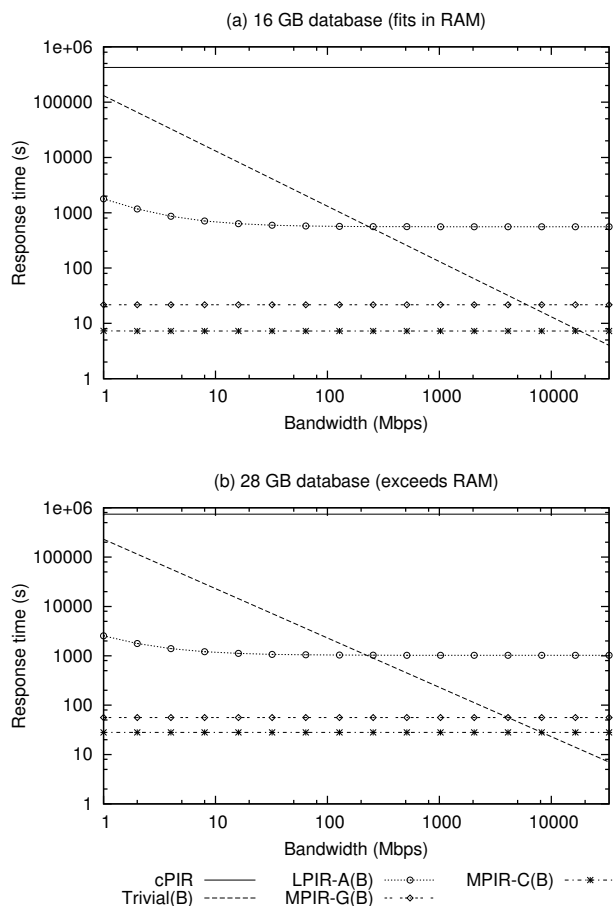 (a) 16 GB database (fits in RAM)
1e+06
100000
10000
1000
100
10
1
Response time (s)
1 10 100 1000 10000
Bandwidth (Mbps)
(b) 28 GB database (exceeds RAM)
1e+06
100000
10000
1000
100
10
1
Response time (s)
1 10 100 1000 10000
Bandwidth (Mbps)
cPIR LPIR-A(B) MPIR-C(B)
Trivial(B) MPIR-G(B)